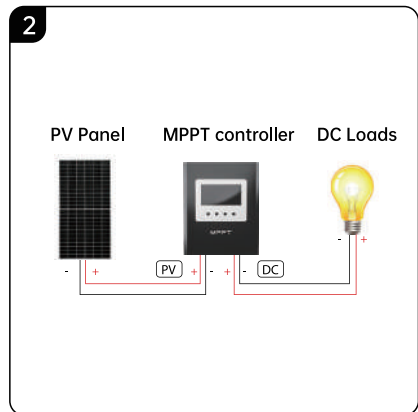 2
PV Panel MPPT controller DC Loads
MPPT
- + PV + - + - DC - +